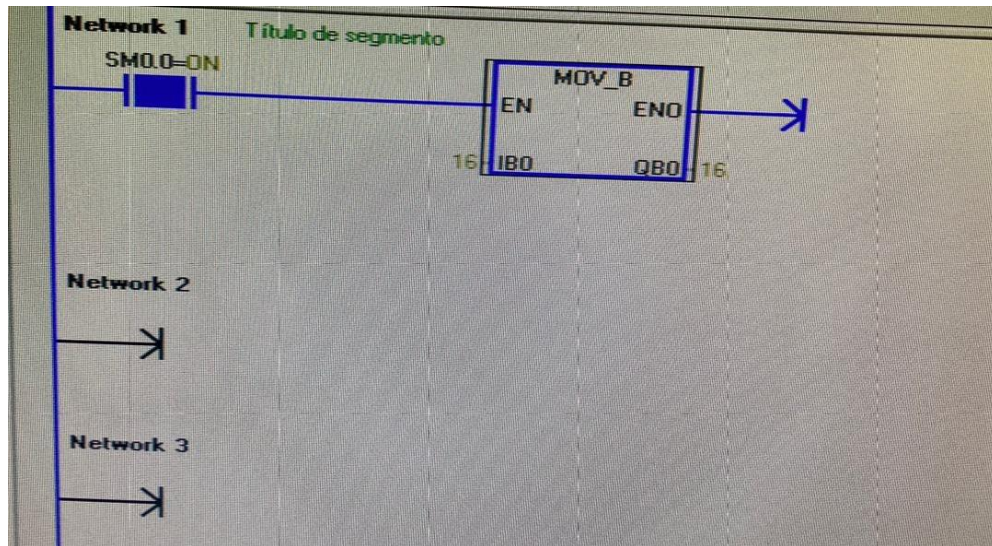 Network 1 Título de segmento
SM0.0=ON
MOV_B
EN ENO
16 IB0 QB0 16
Network 2
Network 3